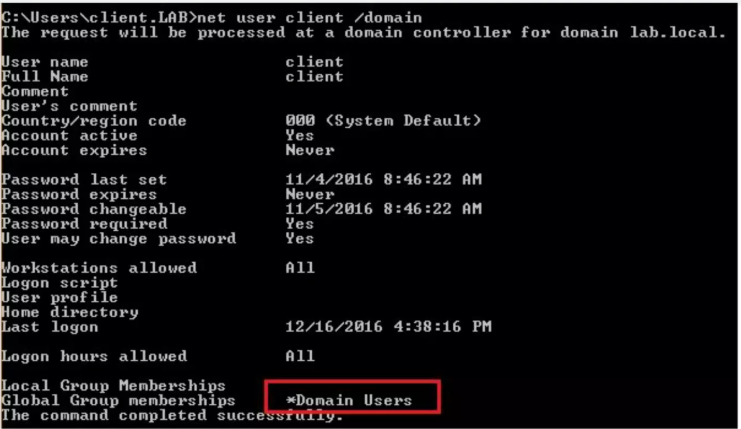 C:\Users\client.LAB>net user client /domain
The request will be processed at a domain controller for domain lab.local.
User name client
Full Name client
Comment
User's comment
Country/region code 000 (System Default)
Account active Yes
Account expires Never
Password last set 11/4/2016 8:46:22 AM
Password expires Never
Password changeable 11/5/2016 8:46:22 AM
Password required Yes
User may change password Yes
Workstations allowed All
Logon script
User profile
Home directory
Last logon 12/16/2016 4:38:16 PM
Logon hours allowed All
Local Group Memberships
Global Group memberships *Domain Users
The command completed successfully.